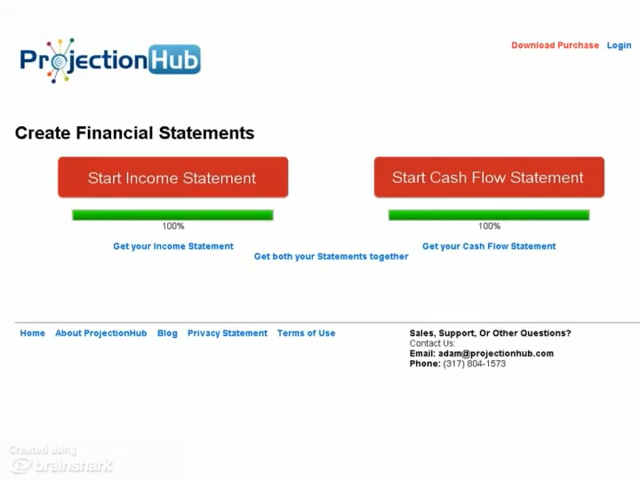 ProjectionHub
Download Purchase Login
Create Financial Statements
Start Income Statement
Start Cash Flow Statement
100%
100%
Get your Income Statement
Get your Cash Flow Statement
Get both your Statements together
Home About ProjectionHub Blog Privacy Statement Terms of Use
Sales, Support, Or Other Questions?
Contact Us:
Email: adam@projectionhub.com
Phone: (317) 804-1573
Created using
brainshark